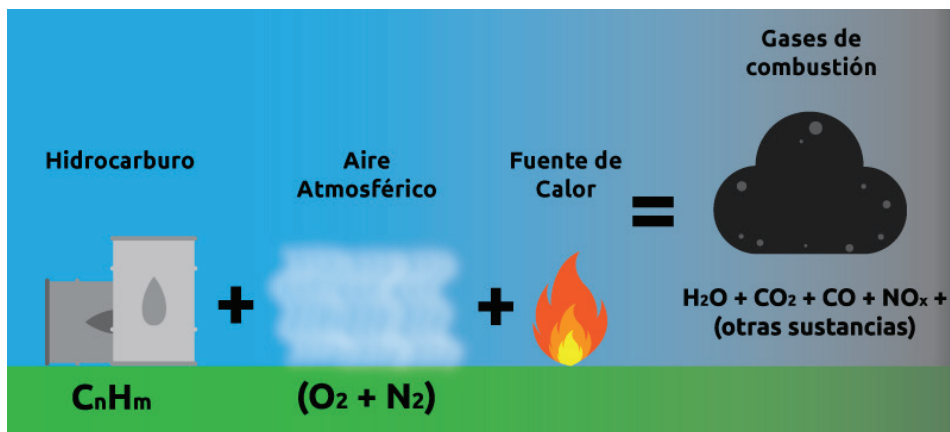 Hidrocarburo
CnHm
+
Aire
Atmosférico
(O₂ + N₂)
+
Fuente de
Calor
=
Gases de
combustión
H₂O + CO₂ + CO + NOₓ +
(otras sustancias)